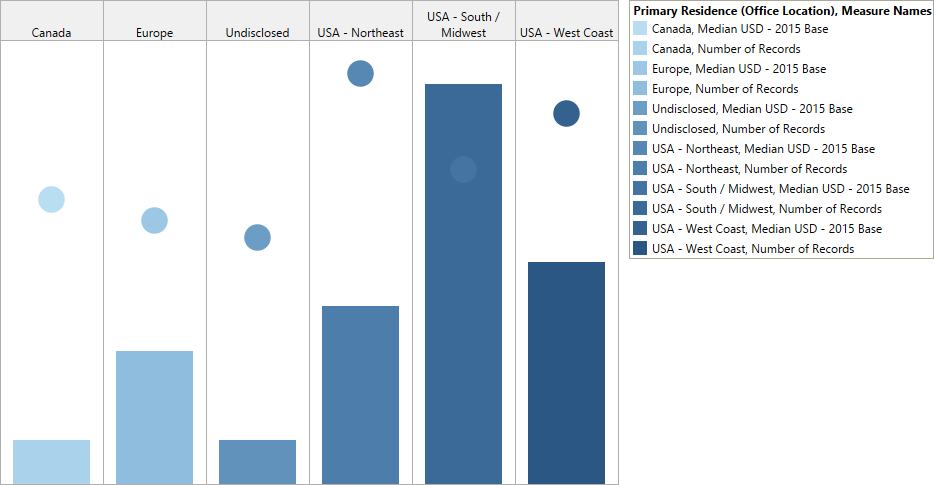 Canada
Europe
Undisclosed
USA - Northeast
USA - South /
Midwest
USA - West Coast
Primary Residence (Office Location), Measure Names
Canada, Median USD - 2015 Base
Canada, Number of Records
Europe, Median USD - 2015 Base
Europe, Number of Records
Undisclosed, Median USD - 2015 Base
Undisclosed, Number of Records
USA - Northeast, Median USD - 2015 Base
USA - Northeast, Number of Records
USA - South / Midwest, Median USD - 2015 Base
USA - South / Midwest, Number of Records
USA - West Coast, Median USD - 2015 Base
USA - West Coast, Number of Records